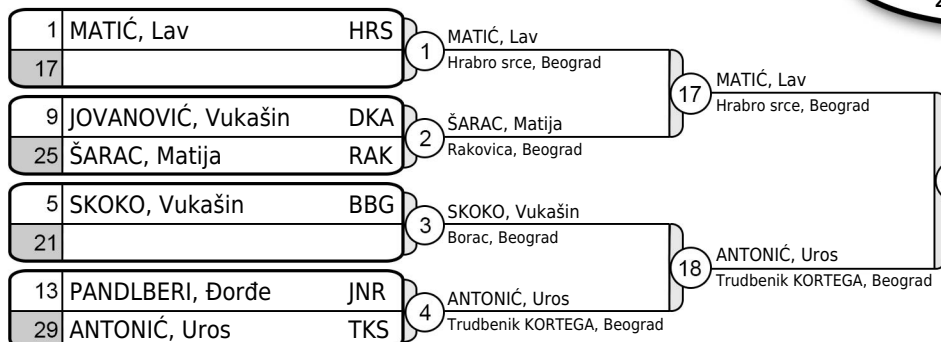 1 MATIĆ, Lav HRS
17
9 JOVANOVIĆ, Vukašin DKA
25 ŠARAC, Matija RAK
5 SKOKO, Vukašin BBG
21
13 PANDLBERI, Đorđe JNR
29 ANTONIĆ, Uros TKS
1 MATIĆ, Lav
Hrabro srce, Beograd
2 ŠARAC, Matija
Rakovica, Beograd
3 SKOKO, Vukašin
Borac, Beograd
4 ANTONIĆ, Uros
Trudbenik KORTEGA, Beograd
17 MATIĆ, Lav
Hrabro srce, Beograd
18 ANTONIĆ, Uros
Trudbenik KORTEGA, Beograd